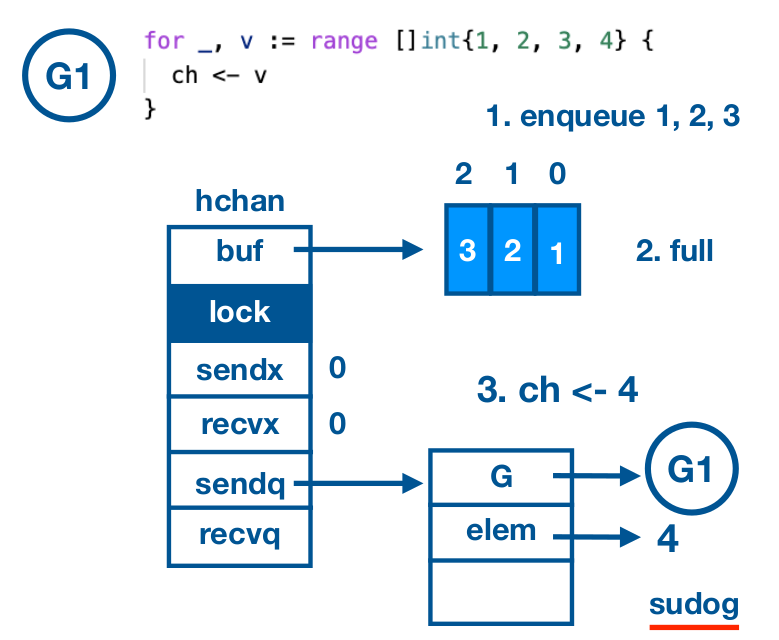 G1
for _, v := range []int{1, 2, 3, 4} {
ch <- v
}
1. enqueue 1, 2, 3
2 1 0
hchan
buf
3 2 1
2. full
lock
sendx 0
3. ch <- 4
recvx 0
G
G1
sendq
elem
4
recvq
sudog